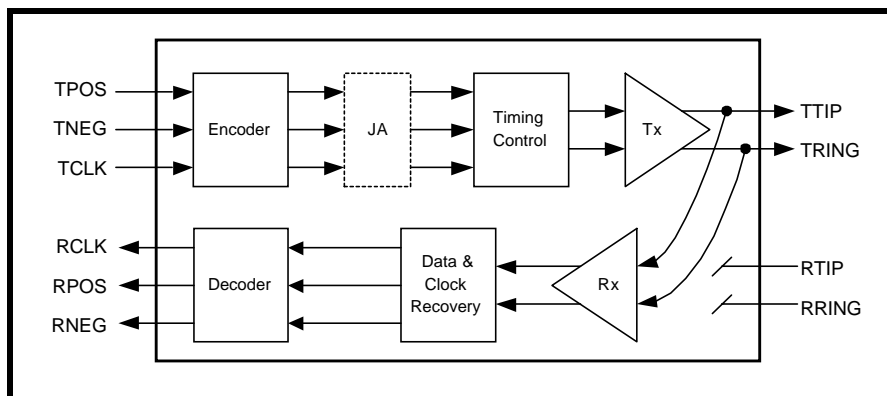 TPOS
TNEG
TCLK
Encoder
JA
Timing
Control
Tx
TTIP
TRING
RCLK
RPOS
RNEG
Decoder
Data &
Clock
Recovery
Rx
RTIP
RRING